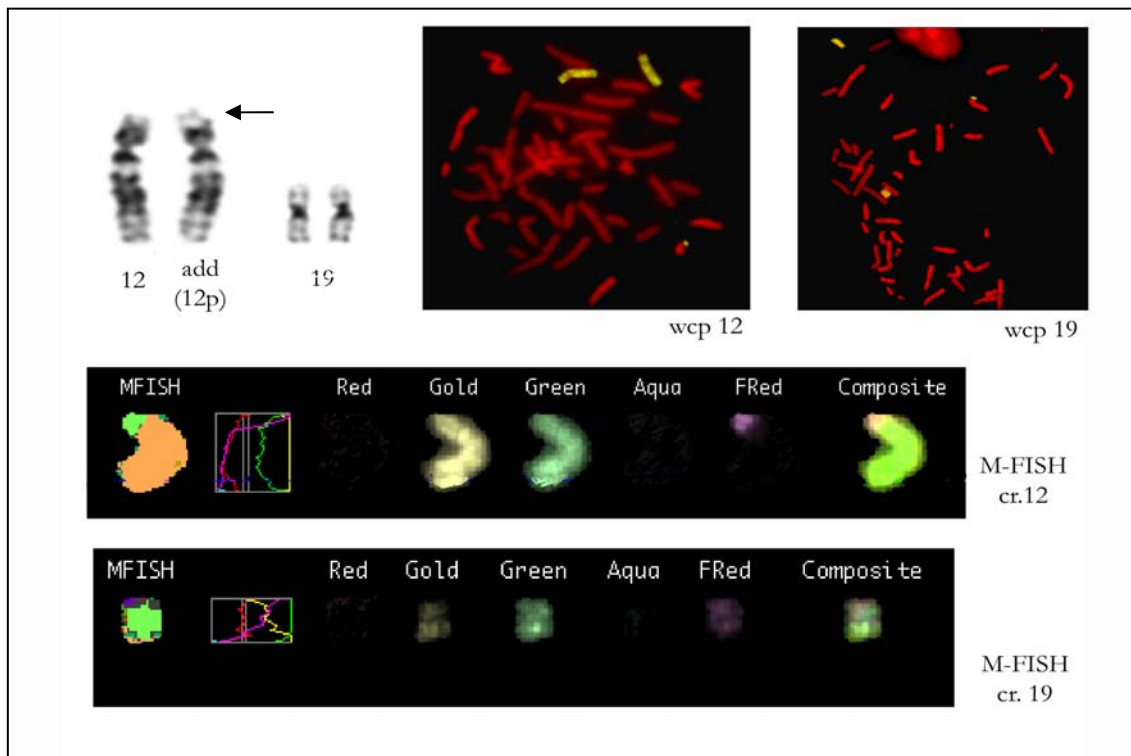 12
add
(12p)
19
wcp 12
wcp 19
MFISH Red Gold Green Aqua FRed Composite
M-FISH
cr.12
MFISH Red Gold Green Aqua FRed Composite
M-FISH
cr. 19